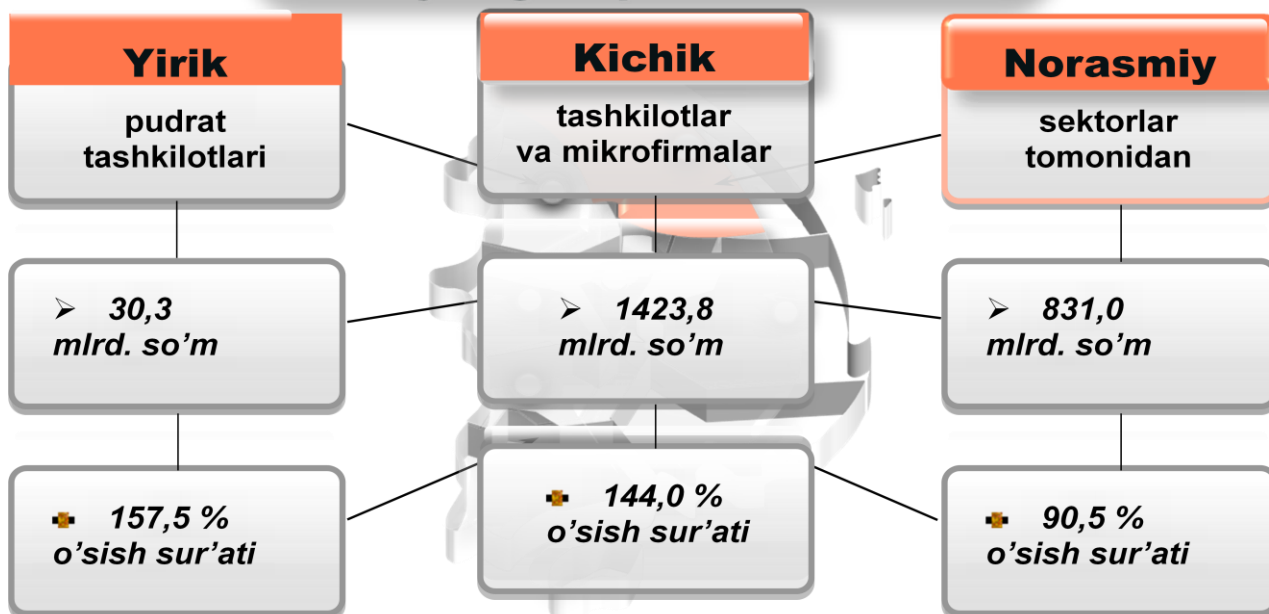 Yirik
pudrat
tashkilotlari
Kichik
tashkilotlar
va mikrofirmalar
Norasmiy
sektorlar
tomonidan
➢ 30,3
mlrd. so’m
➢ 1423,8
mlrd. so’m
➢ 831,0
mlrd. so’m
157,5 %
o’sish sur’ati
144,0 %
o’sish sur’ati
90,5 %
o’sish sur’ati